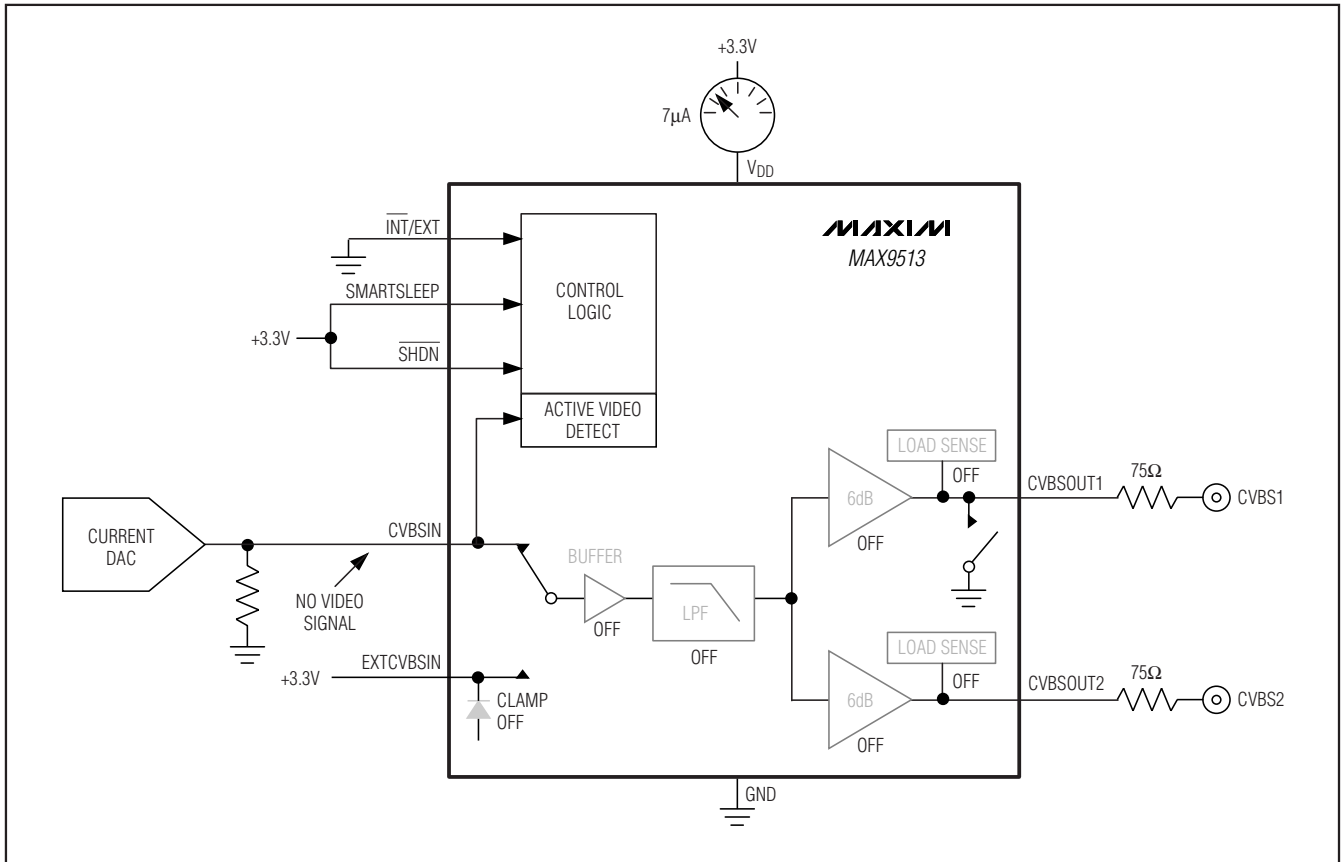 +3.3V
7µA
VDD
MAXIM
MAX9513
INT/EXT
SMARTSLEEP
+3.3V
SHDN
CONTROL
LOGIC
ACTIVE VIDEO
DETECT
LOAD SENSE
OFF
6dB
OFF
CVBSOUT1
75Ω
CVBS1
CURRENT
DAC
CVBSIN
NO VIDEO
SIGNAL
BUFFER
OFF
LPF
OFF
+3.3V
EXTCVBSIN
CLAMP
OFF
LOAD SENSE
OFF
6dB
OFF
CVBSOUT2
75Ω
CVBS2
GND